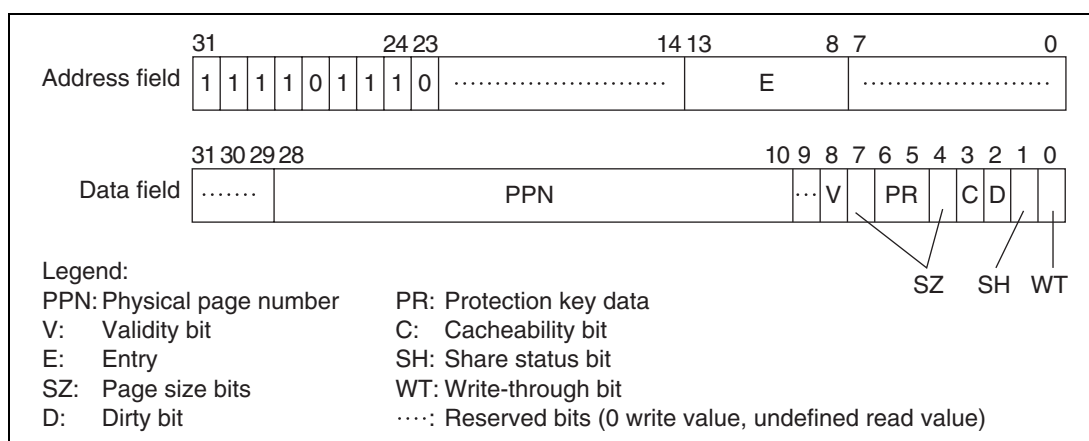 31 24 23 14 13 8 7 0
Address field 1 1 1 1 0 1 1 1 0 ························· E ·····················
31 30 29 28 10 9 8 7 6 5 4 3 2 1 0
Data field ······· PPN ··· V PR C D
SZ SH WT
Legend:
PPN: Physical page number PR: Protection key data
V: Validity bit C: Cacheability bit
E: Entry SH: Share status bit
SZ: Page size bits WT: Write-through bit
D: Dirty bit ····: Reserved bits (0 write value, undefined read value)